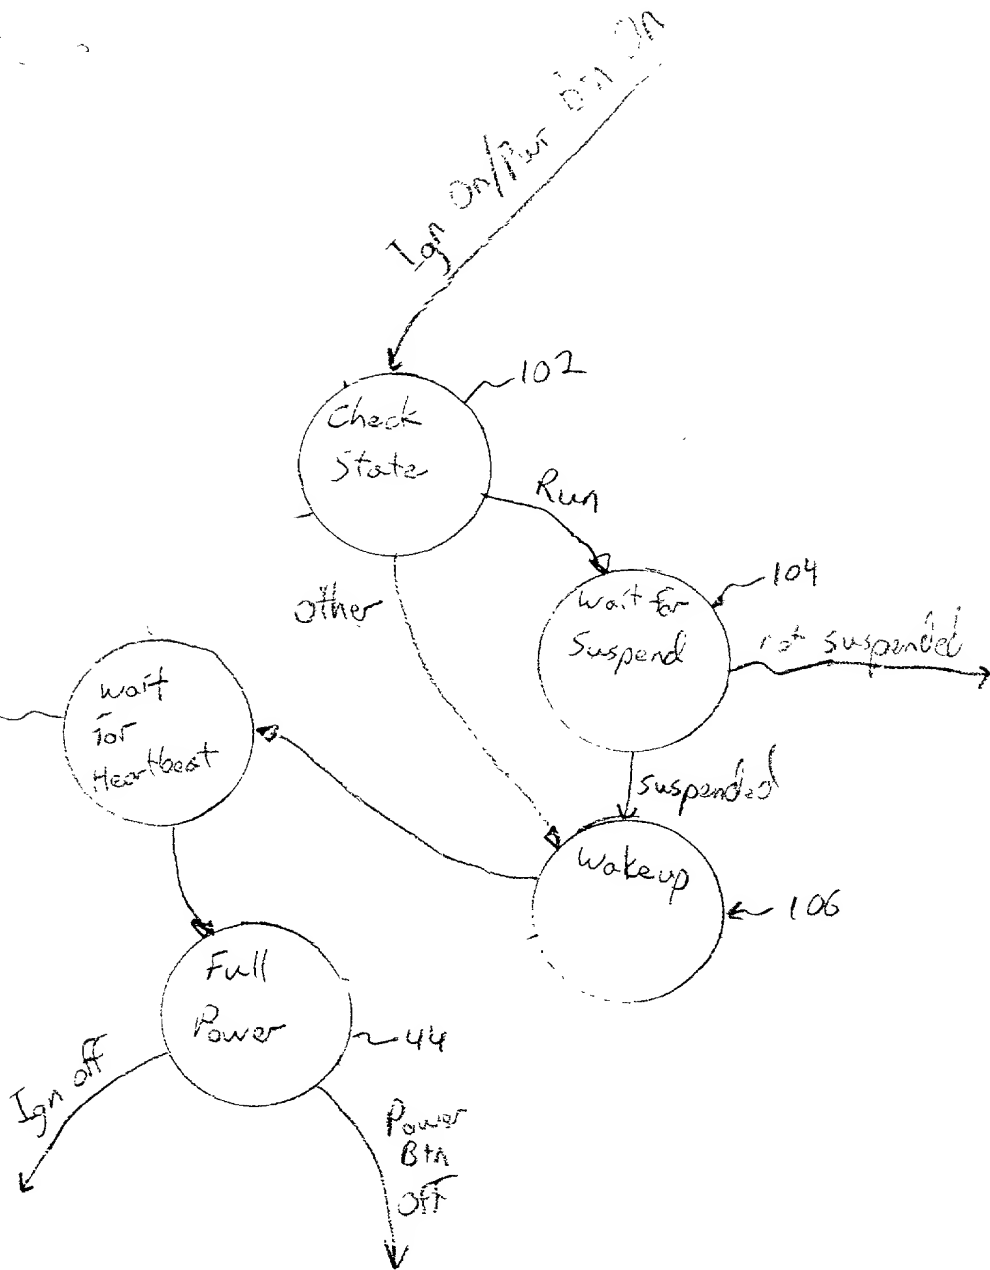 Ign On/Pwr btn On
102
Check
State
Run
104
other
Wait for
Suspend
not suspended
wait
for
Heartbeat
suspended
Wakeup
106
Full
Power
44
Ign off
Power
Btn
Off